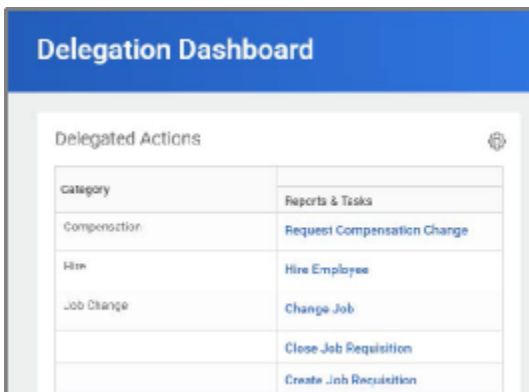 Delegation Dashboard
Delegated Actions
Category
Reports & Tasks
Compensation
Request Compensation Change
Hire
Hire Employee
Job Change
Change Job
Close Job Requisition
Create Job Requisition